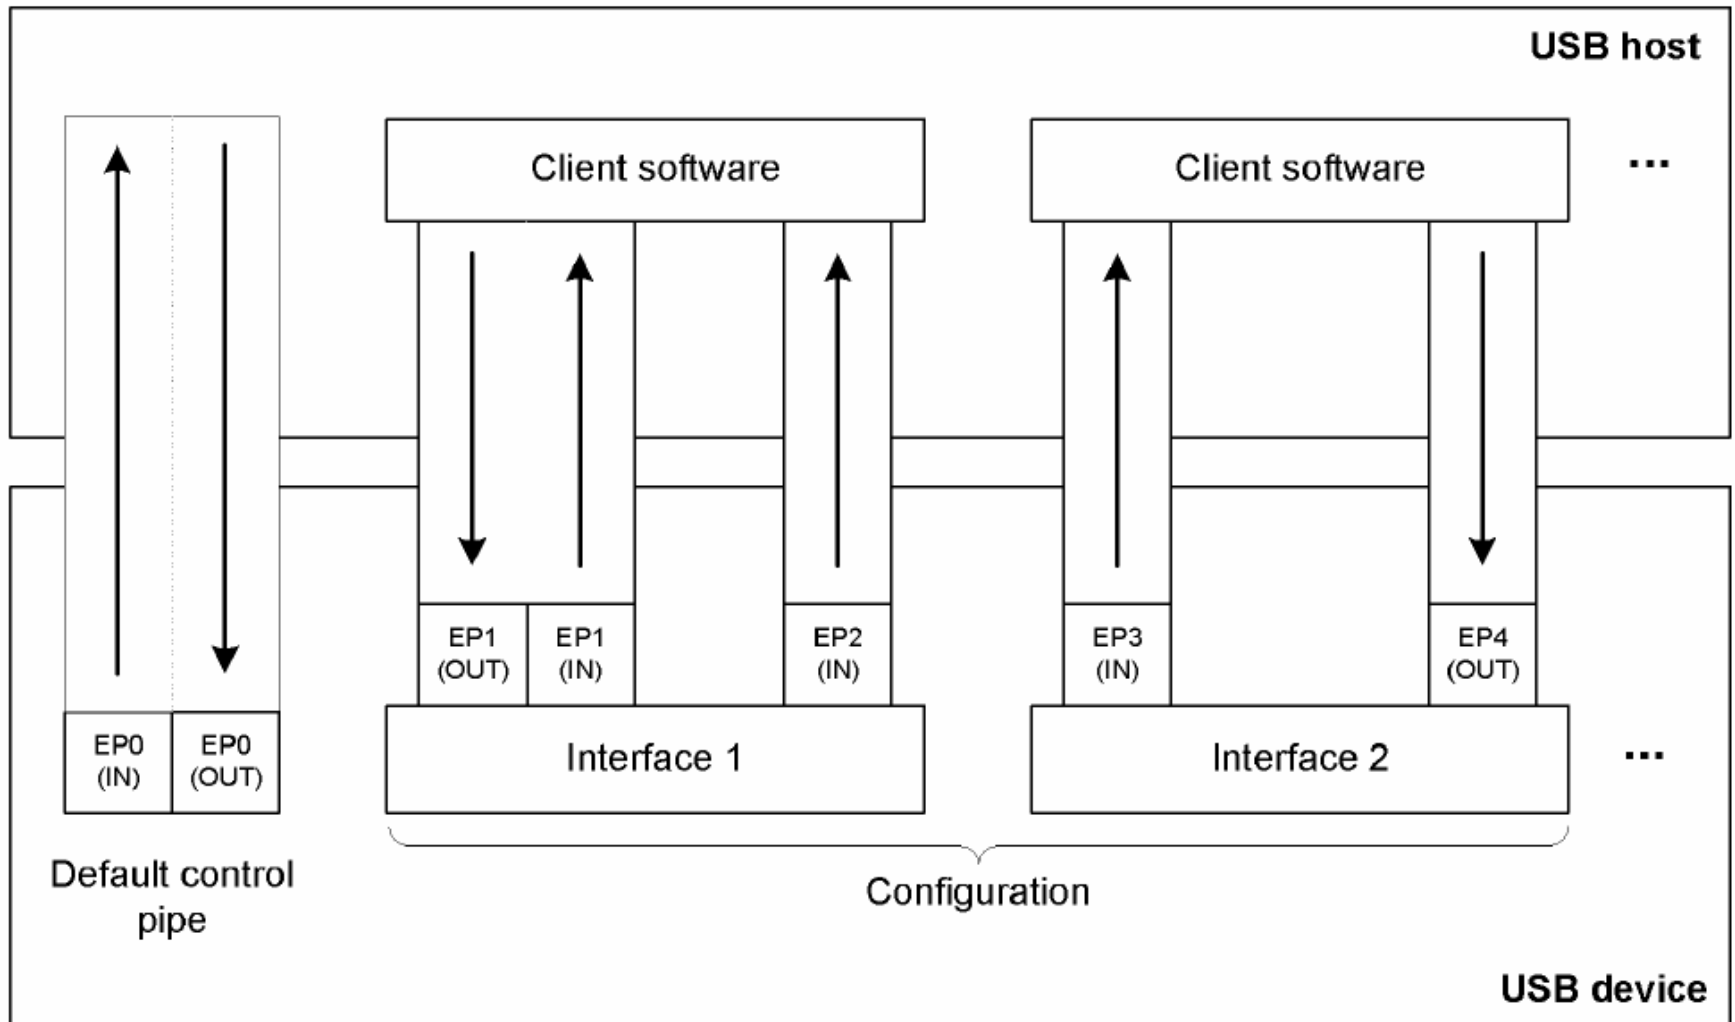 USB host
Client software
Client software
...
EP1
(OUT)
EP1
(IN)
EP2
(IN)
EP3
(IN)
EP4
(OUT)
EP0
(IN)
EP0
(OUT)
Interface 1
Interface 2
...
Default control
pipe
Configuration
USB device